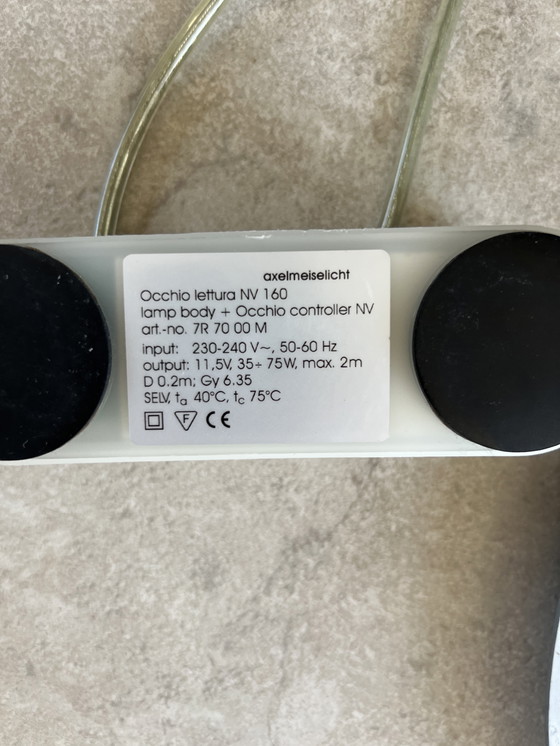 axelmeiselicht
Occhio lettura NV 160
lamp body + Occhio controller NV
art.-no. 7R 70 00 M
input: 230-240 V~, 50-60 Hz
output: 11,5V, 35÷ 75W, max. 2m
D 0.2m; Gy 6.35
SELV, ta 40°C, tc 75°C
F CE